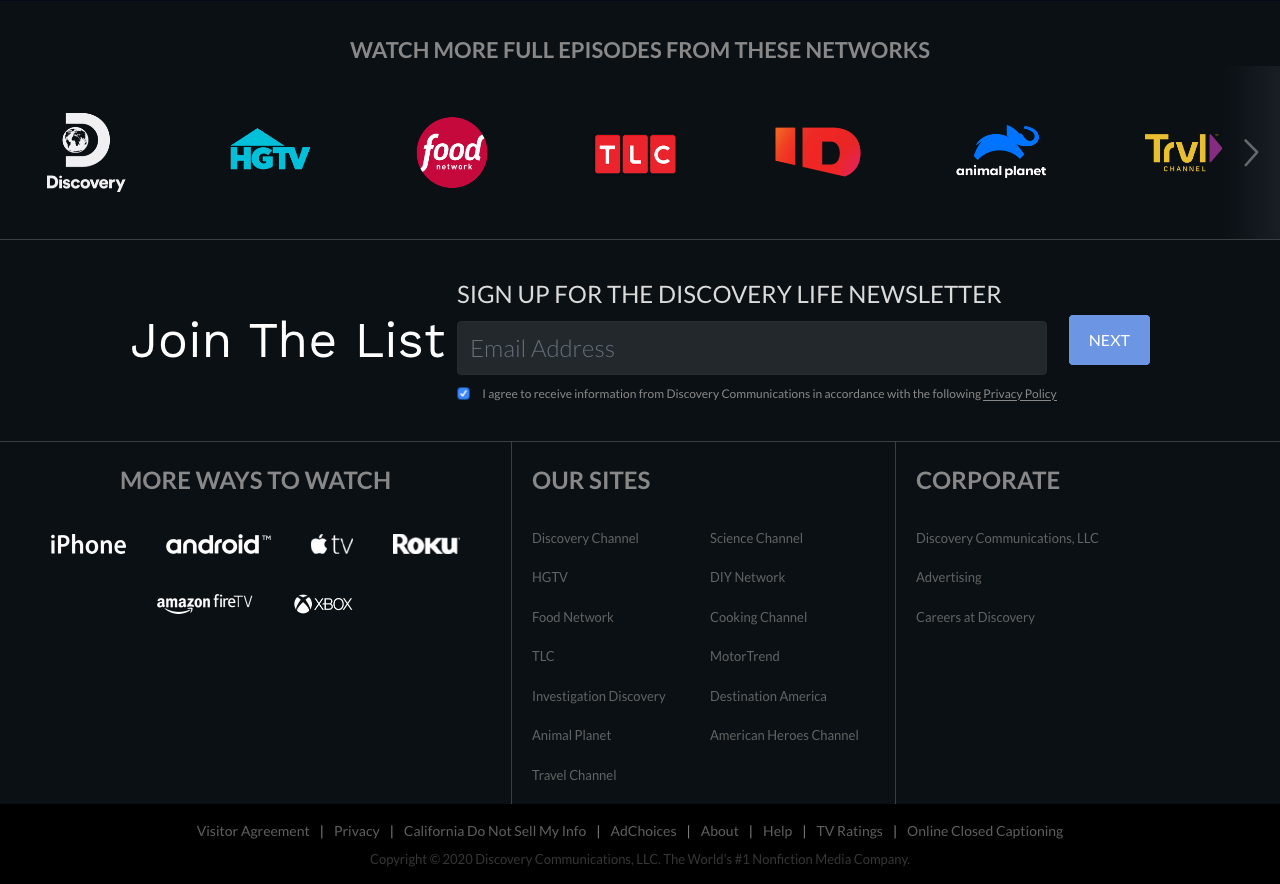 WATCH MORE FULL EPISODES FROM THESE NETWORKS
Discovery
HGTV
food
network
TLC
ID
animal planet
Trvl
CHANNEL
Join The List
SIGN UP FOR THE DISCOVERY LIFE NEWSLETTER
Email Address
NEXT
I agree to receive information from Discovery Communications in accordance with the following Privacy Policy
MORE WAYS TO WATCH
iPhone
android™
tv
ROKU
amazon fireTV
XBOX
OUR SITES
Discovery Channel
HGTV
Food Network
TLC
Investigation Discovery
Animal Planet
Travel Channel
Science Channel
DIY Network
Cooking Channel
MotorTrend
Destination America
American Heroes Channel
CORPORATE
Discovery Communications, LLC
Advertising
Careers at Discovery
Visitor Agreement | Privacy | California Do Not Sell My Info | AdChoices | About | Help | TV Ratings | Online Closed Captioning
Copyright © 2020 Discovery Communications, LLC. The World's #1 Nonfiction Media Company.